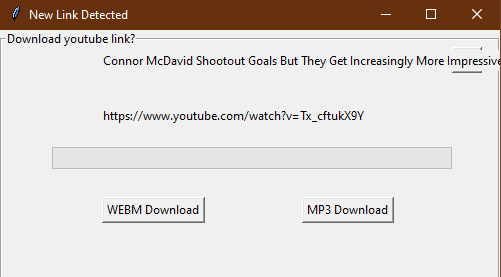 New Link Detected
Download youtube link?
Connor McDavid Shootout Goals But They Get Increasingly More Impressive
https://www.youtube.com/watch?v=Tx_cftukX9Y
WEBM Download
MP3 Download